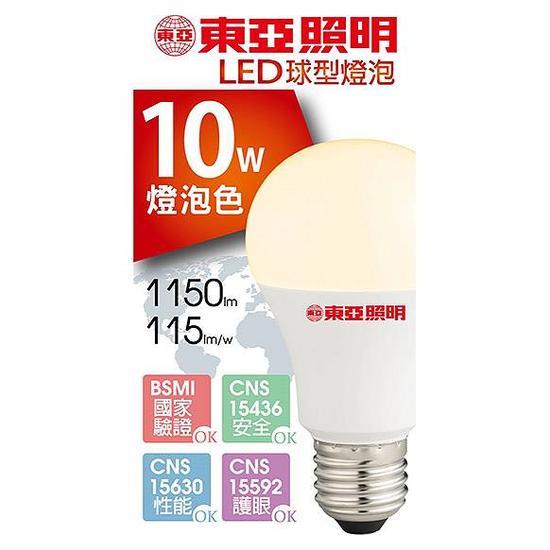 東亞 東亞照明
LED球型燈泡
10W
燈泡色
1150lm
115lm/w
東亞 東亞照明
BSMI
國家
驗證
OK
CNS
15436
安全
OK
CNS
15630
性能
OK
CNS
15592
護眼
OK